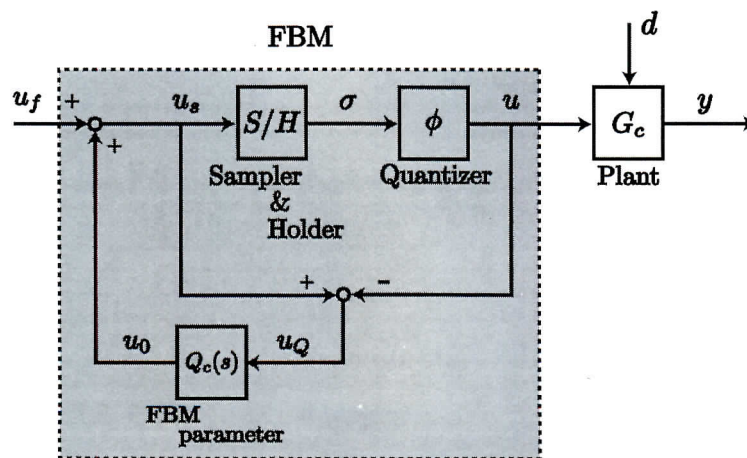 FBM
d
u_f + u_s S/H σ φ u G_c y
+
Sampler & Holder
Quantizer
Plant
+ −
u_0 Q_c(s) u_Q
FBM parameter